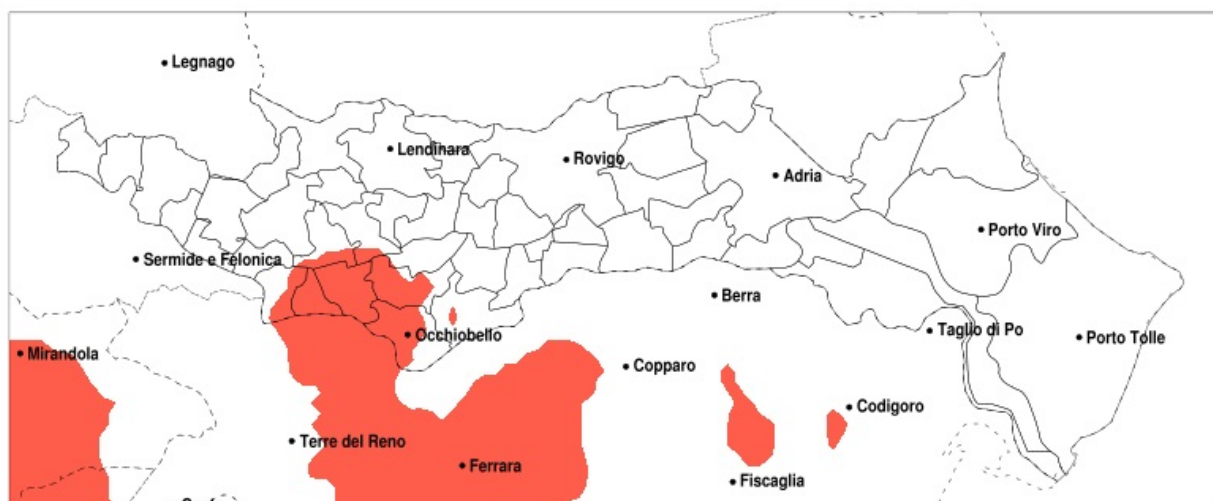 Legnago
Lendinara
Rovigo
Adria
Porto Viro
Sermide e Felonica
Berra
Taglio di Po
Porto Tolle
Occhiobello
Mirandola
Copparo
Codigoro
Terre del Reno
Ferrara
Fiscaglia